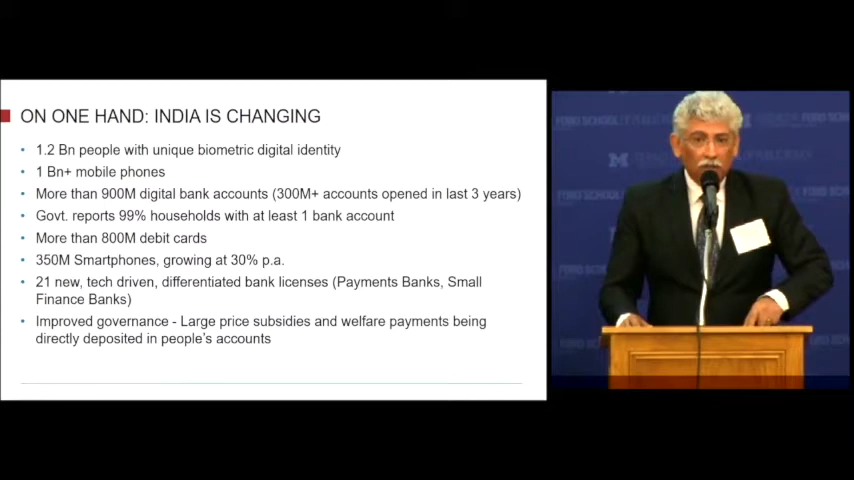 ON ONE HAND: INDIA IS CHANGING
• 1.2 Bn people with unique biometric digital identity
• 1 Bn+ mobile phones
• More than 900M digital bank accounts (300M+ accounts opened in last 3 years)
• Govt. reports 99% households with at least 1 bank account
• More than 800M debit cards
• 350M Smartphones, growing at 30% p.a.
• 21 new, tech driven, differentiated bank licenses (Payments Banks, Small
Finance Banks)
• Improved governance - Large price subsidies and welfare payments being
directly deposited in people's accounts
FORD SCHOOL
M